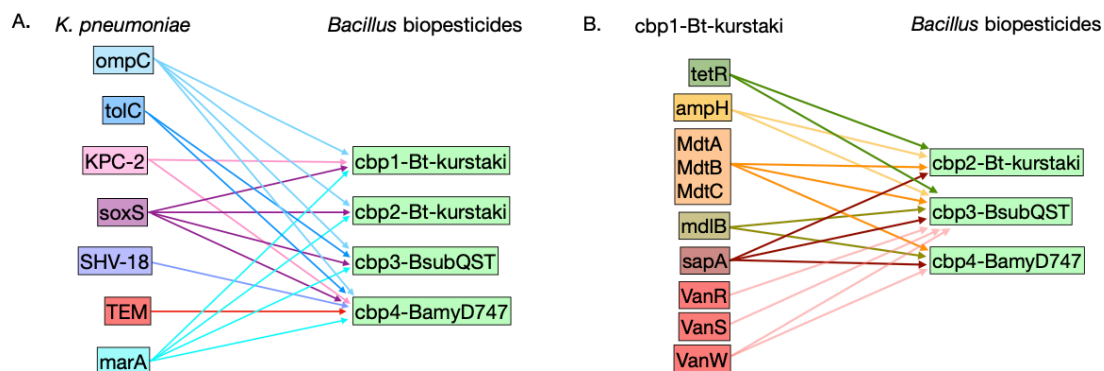 A.
K. pneumoniae
Bacillus biopesticides
ompC
tolC
KPC-2
soxS
SHV-18
TEM
marA
cbp1-Bt-kurstaki
cbp2-Bt-kurstaki
cbp3-BsubQST
cbp4-BamyD747
B.
cbp1-Bt-kurstaki
Bacillus biopesticides
tetR
ampH
MdtA
MdtB
MdtC
mdlB
sapA
VanR
VanS
VanW
cbp2-Bt-kurstaki
cbp3-BsubQST
cbp4-BamyD747